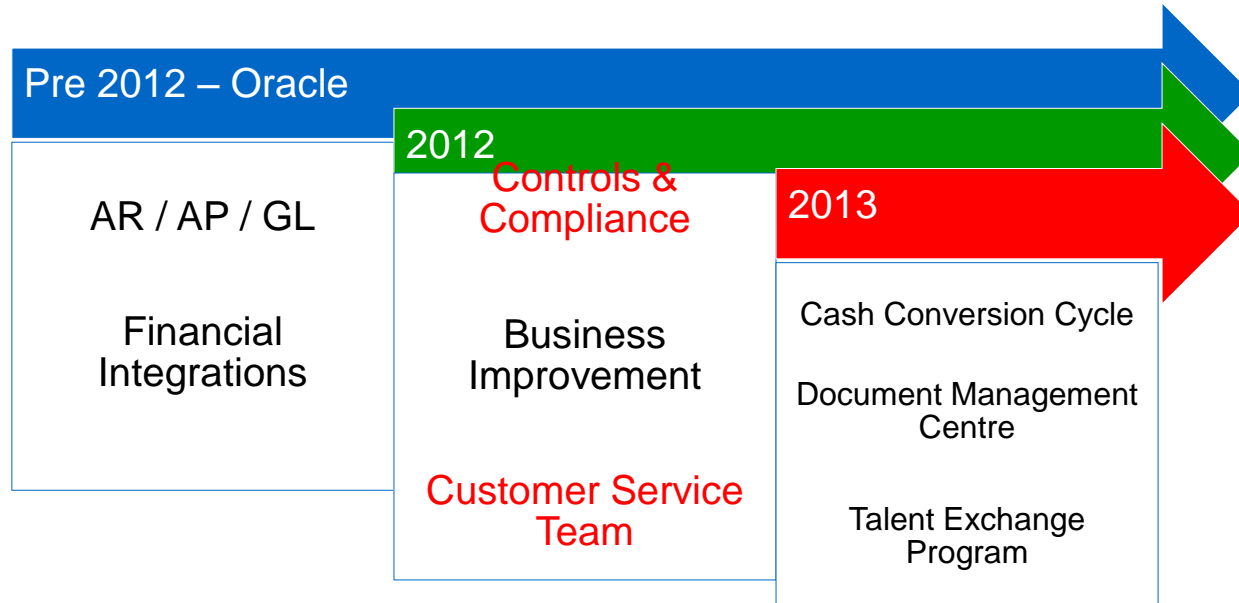 Pre 2012 – Oracle
AR / AP / GL
Financial
Integrations
2012
Controls &
Compliance
Business
Improvement
Customer Service
Team
2013
Cash Conversion Cycle
Document Management
Centre
Talent Exchange
Program